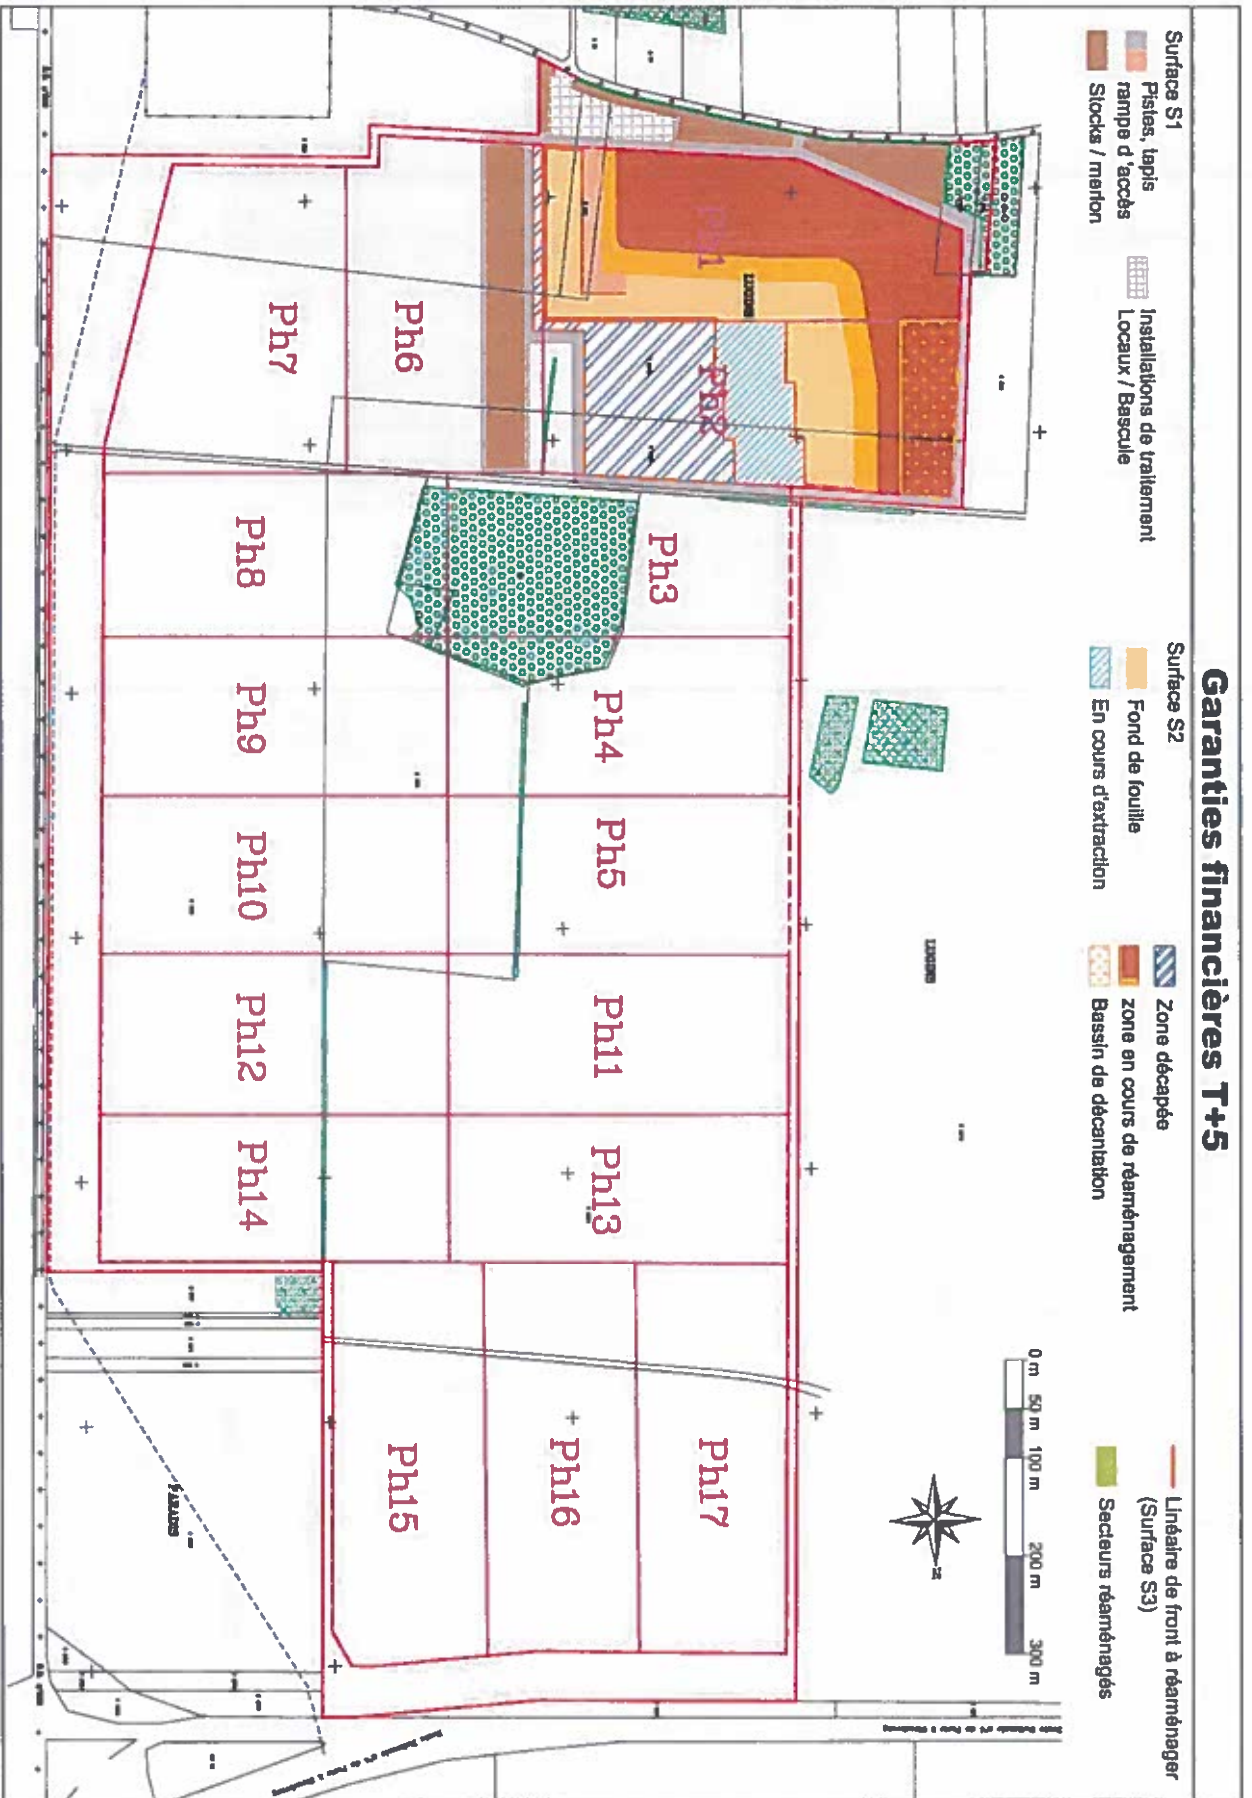 Garanties financières T+5
Surface S1
Pistes, tapis
rampe d'accès
Stocks / merlon
Installations de traitement
Locaux / Bascule
Surface S2
Fond de fouille
En cours d'extraction
Zone décapée
zone en cours de réaménagement
Bassin de décantation
Linéaire de front à réaménager
(Surface S3)
Secteurs réaménagés
0 m
50 m
100 m
200 m
300 m
Ph1
Ph2
Ph3
Ph4
Ph5
Ph6
Ph7
Ph8
Ph9
Ph10
Ph11
Ph12
Ph13
Ph14
Ph15
Ph16
Ph17